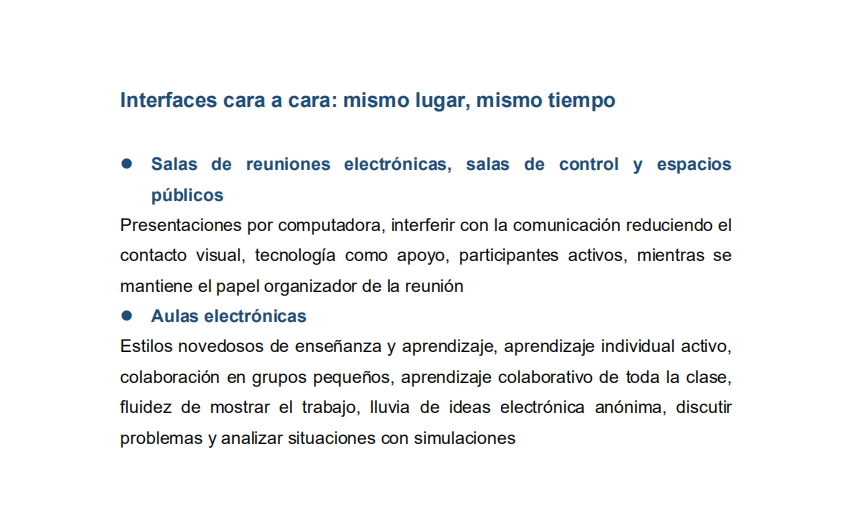 Interfaces cara a cara: mismo lugar, mismo tiempo
● Salas de reuniones electrónicas, salas de control y espacios
públicos
Presentaciones por computadora, interferir con la comunicación reduciendo el
contacto visual, tecnología como apoyo, participantes activos, mientras se
mantiene el papel organizador de la reunión
● Aulas electrónicas
Estilos novedosos de enseñanza y aprendizaje, aprendizaje individual activo,
colaboración en grupos pequeños, aprendizaje colaborativo de toda la clase,
fluidez de mostrar el trabajo, lluvia de ideas electrónica anónima, discutir
problemas y analizar situaciones con simulaciones